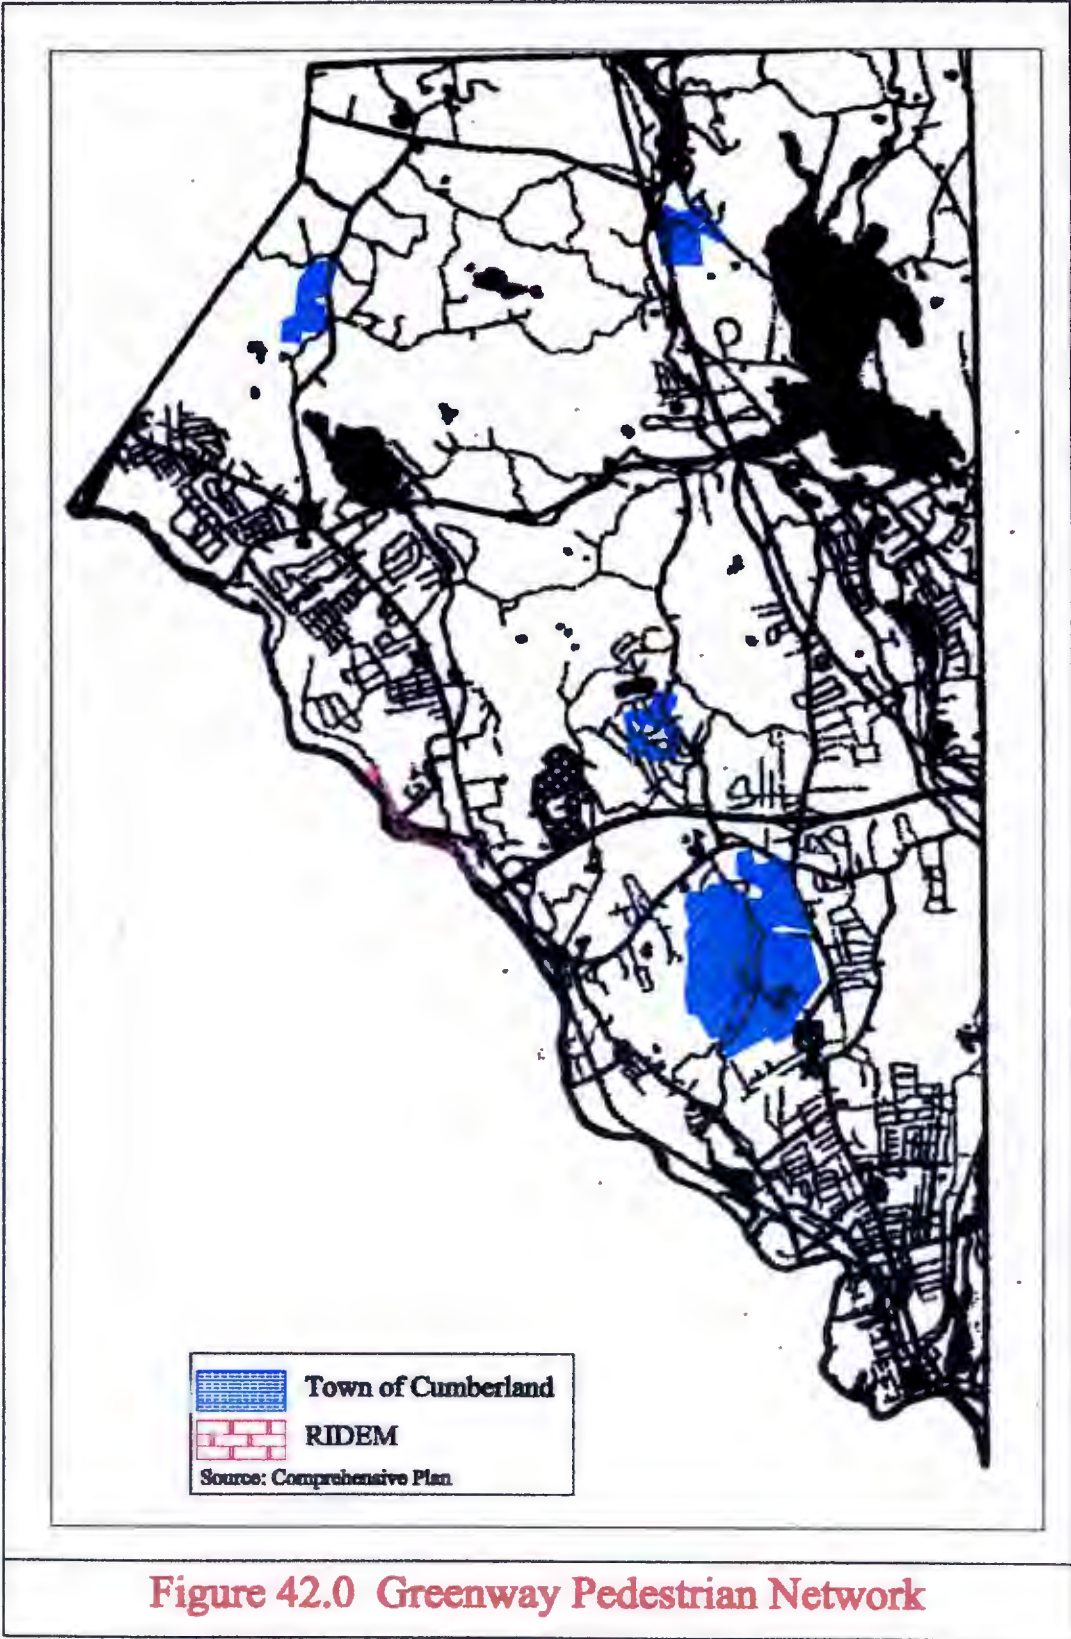 Town of Cumberland
RIDEM
Source: Comprehensive Plan
Figure 42.0 Greenway Pedestrian Network